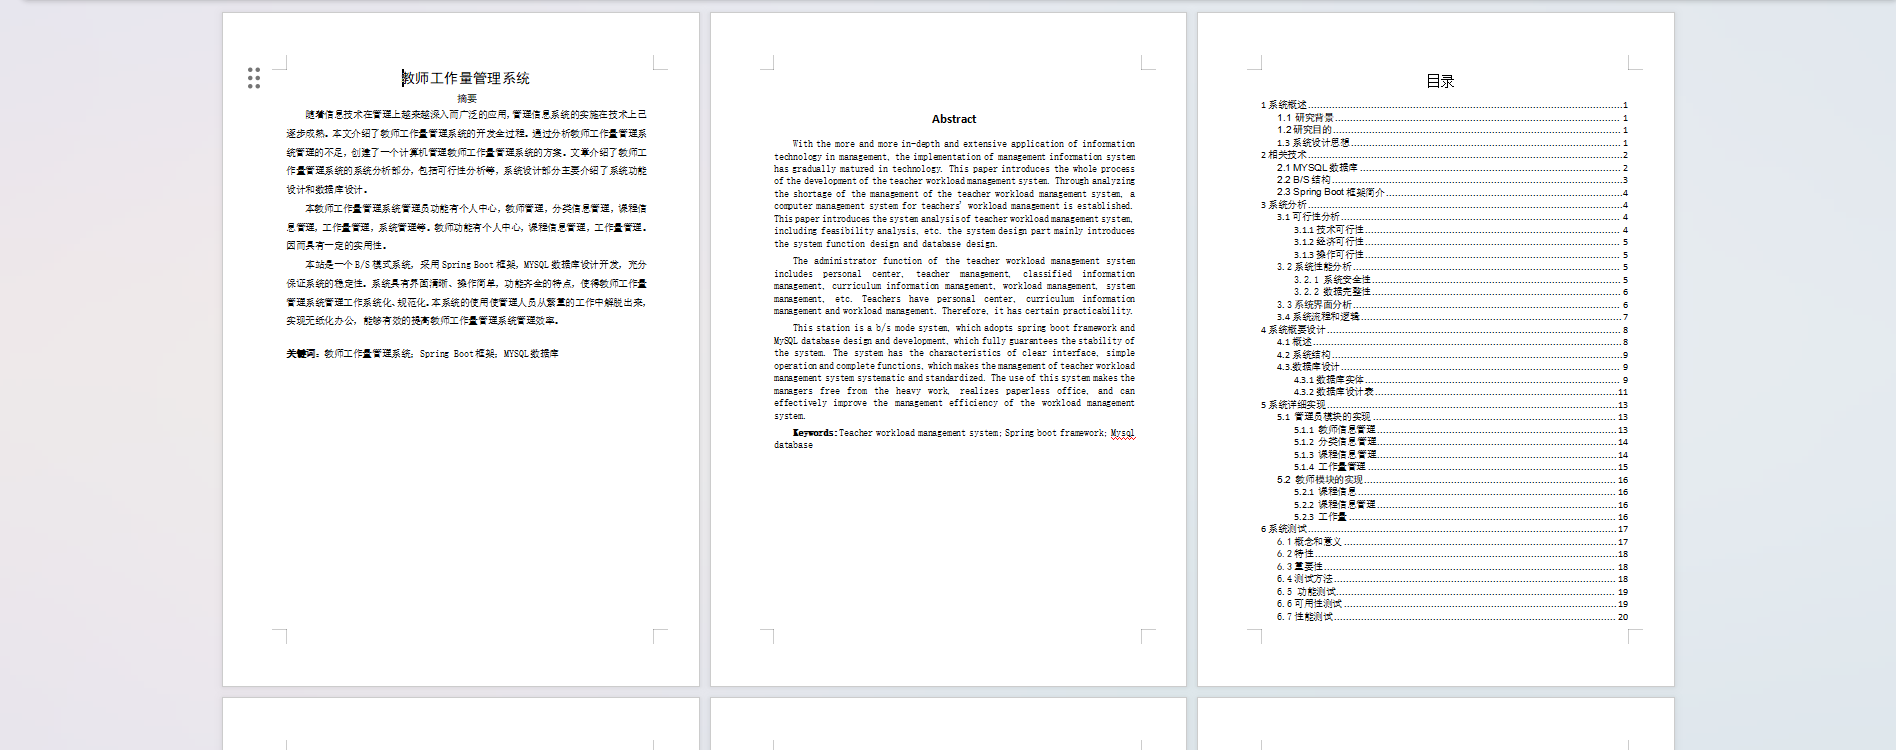 教师工作量管理系统
摘要
随着信息技术在管理上越来越深入而广泛的应用，管理信息系统的实施在技术上已
逐步成熟。本文介绍了教师工作量管理系统的开发全过程。通过分析教师工作量管理系
统管理的不足，创建了一个计算机管理教师工作量管理系统的方案。文章介绍了教师工
作量管理系统的系统分析部分，包括可行性分析等，系统设计部分主要介绍了系统功能
设计和数据库设计。
本教师工作量管理系统管理员功能有个人中心，教师管理，分类信息管理，课程信
息管理，工作量管理，系统管理等。教师功能有个人中心，课程信息管理，工作量管理。
因而具有一定的实用性。
本站是一个B/S模式系统，采用Spring Boot框架，MYSQL数据库设计开发，充分
保证系统的稳定性。系统具有界面清晰、操作简单，功能齐全的特点，使得教师工作量
管理系统管理工作系统化、规范化。本系统的使用使管理人员从繁重的工作中解脱出来，
实现无纸化办公，能够有效的提高教师工作量管理系统管理效率。
关键词：教师工作量管理系统；Spring Boot框架；MYSQL数据库
Abstract
With the more and more in-depth and extensive application of information
technology in management, the implementation of management information system
has gradually matured in technology. This paper introduces the whole process
of the development of the teacher workload management system. Through analyzing
the shortage of the management of the teacher workload management system, a
computer management system for teachers' workload management is established.
This paper introduces the system analysis of teacher workload management system,
including feasibility analysis, etc. the system design part mainly introduces
the system function design and database design.
The administrator function of the teacher workload management system
includes personal center, teacher management, classified information
management, curriculum information management, workload management, system
management, etc. Teachers have personal center, curriculum information
management and workload management. Therefore, it has certain practicability.
This station is a b/s mode system, which adopts spring boot framework and
MySQL database design and development, which fully guarantees the stability of
the system. The system has the characteristics of clear interface, simple
operation and complete functions, which makes the management of teacher workload
management system systematic and standardized. The use of this system makes the
managers free from the heavy work, realizes paperless office, and can
effectively improve the management efficiency of the workload management
system.
Keywords: Teacher workload management system; Spring boot framework; Mysql
database
目录
1 系统概述 1
1.1 研究背景 1
1.2 研究目的 1
1.3 系统设计思想 1
2 相关技术 2
2.1 MYSQL数据库 2
2.2 B/S结构 3
2.3 Spring Boot框架简介 4
3 系统分析 4
3.1 可行性分析 4
3.1.1 技术可行性 4
3.1.2 经济可行性 5
3.1.3 操作可行性 5
3.2 系统性能分析 5
3.2.1 系统安全性 5
3.2.2 数据完整性 6
3.3 系统界面分析 6
3.4 系统流程和逻辑 7
4 系统概要设计 8
4.1 概述 8
4.2 系统结构 9
4.3.数据库设计 9
4.3.1 数据库实体 9
4.3.2 数据库设计表 11
5 系统详细实现 13
5.1 管理员模块的实现 13
5.1.1 教师信息管理 13
5.1.2 分类信息管理 14
5.1.3 课程信息管理 14
5.1.4 工作量管理 15
5.2 教师模块的实现 16
5.2.1 课程信息 16
5.2.2 课程信息管理 16
5.2.3 工作量 16
6 系统测试 17
6.1 概念和意义 17
6.2 特性 18
6.3 重要性 18
6.4 测试方法 18
6.5 功能测试 19
6.6 可用性测试 19
6.7 性能测试 20